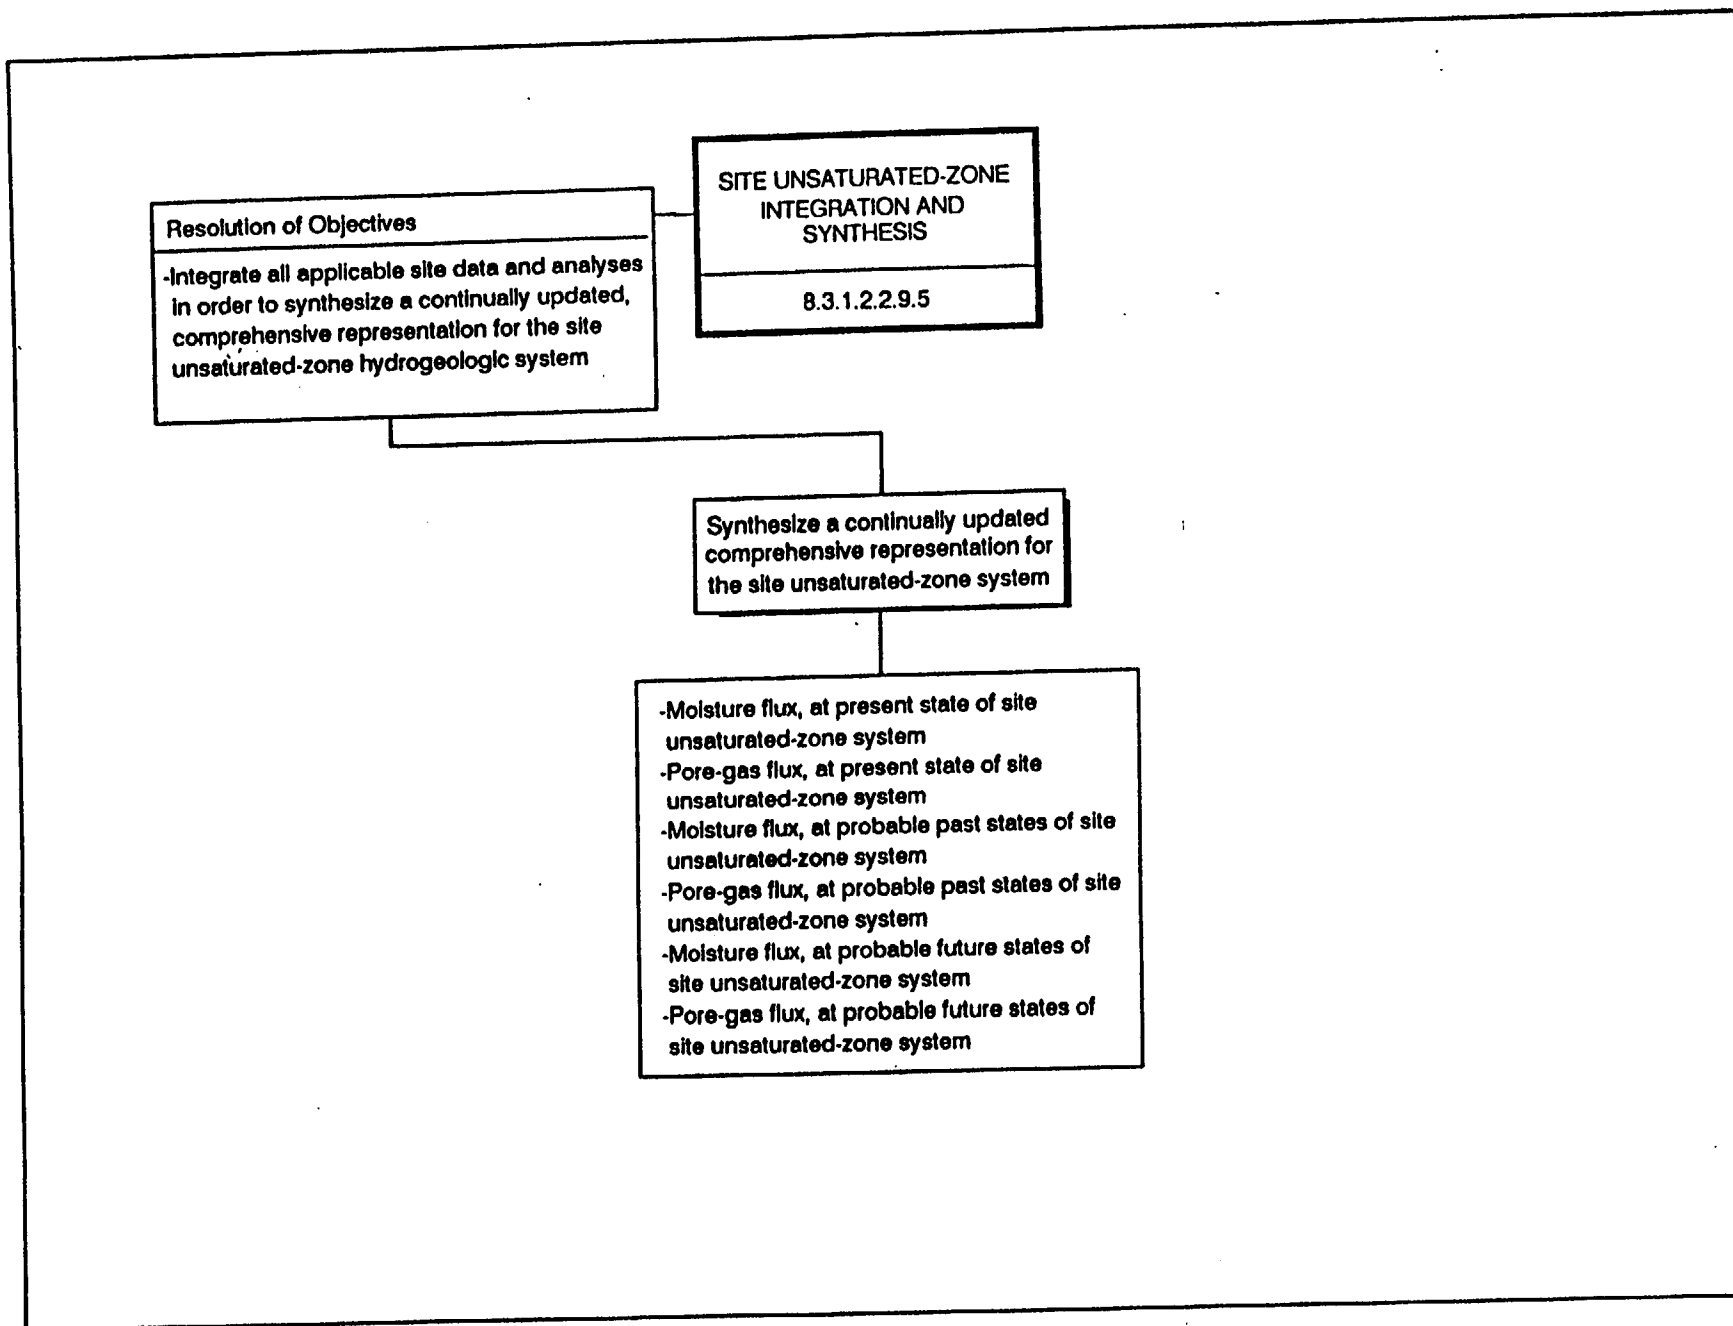 SITE UNSATURATED-ZONE
INTEGRATION AND
SYNTHESIS
8.3.1.2.2.9.5
Resolution of Objectives
-Integrate all applicable site data and analyses
in order to synthesize a continually updated,
comprehensive representation for the site
unsaturated-zone hydrogeologic system
Synthesize a continually updated
comprehensive representation for
the site unsaturated-zone system
-Moisture flux, at present state of site
unsaturated-zone system
-Pore-gas flux, at present state of site
unsaturated-zone system
-Moisture flux, at probable past states of site
unsaturated-zone system
-Pore-gas flux, at probable past states of site
unsaturated-zone system
-Moisture flux, at probable future states of
site unsaturated-zone system
-Pore-gas flux, at probable future states of
site unsaturated-zone system